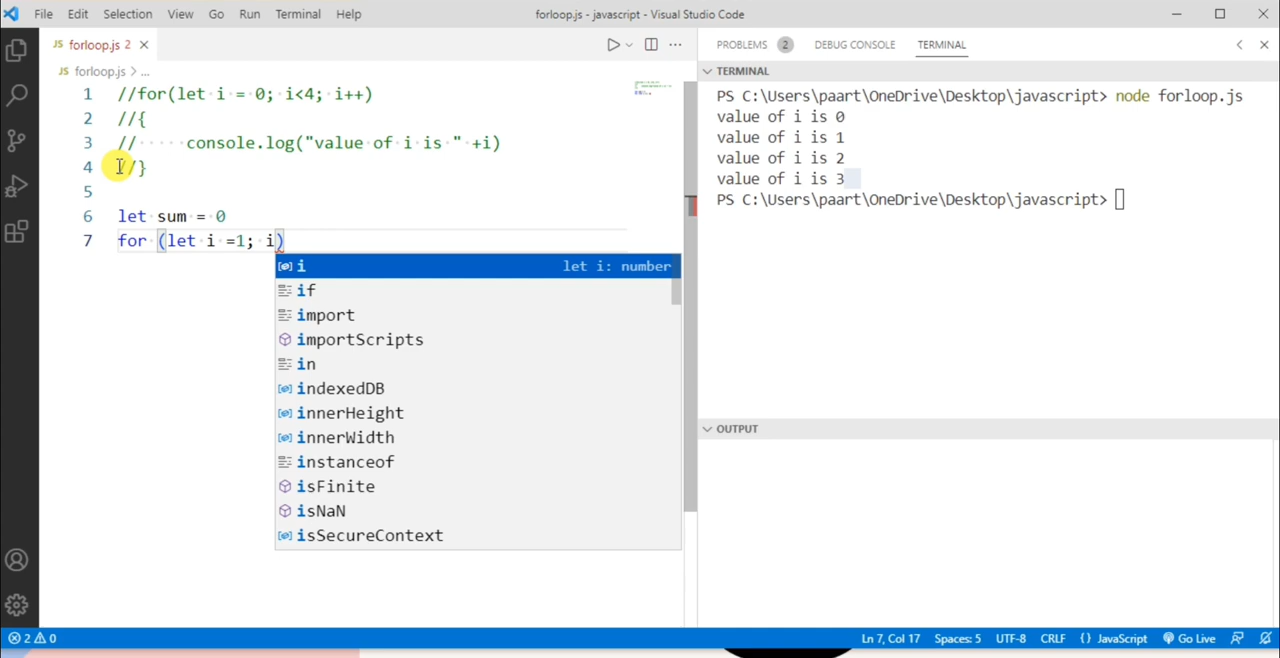 File Edit Selection View Go Run Terminal Help forloop.js - javascript - Visual Studio Code
JS forloop.js 2
JS forloop.js > ...
1 //for(let i = 0; i<4; i++)
2 //{
3 // ····· console.log("value·of·i·is·" +i)
4 //}
5
6 let·sum·=·0
7 for·(let·i·=1;·i)
i let i: number
if
import
importScripts
in
indexedDB
innerHeight
innerWidth
instanceof
isFinite
isNaN
isSecureContext
PROBLEMS 2 DEBUG CONSOLE TERMINAL
TERMINAL
PS C:\Users\paart\OneDrive\Desktop\javascript> node forloop.js
value of i is 0
value of i is 1
value of i is 2
value of i is 3
PS C:\Users\paart\OneDrive\Desktop\javascript>
OUTPUT
2 0 Ln 7, Col 17 Spaces: 5 UTF-8 CRLF {} JavaScript Go Live